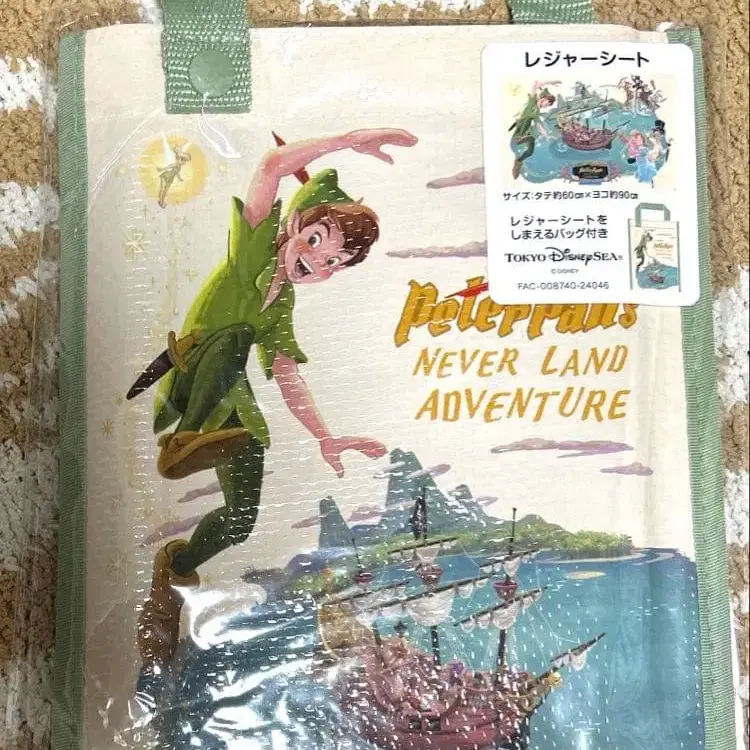 レジャーシート
サイズ:タテ約60㎝×ヨコ約90㎝
レジャーシートを
しまえるバッグ付き
TOKYO DISNEYSEA®
© DISNEY
FAC-008740-24046
Peter Pan's
NEVER LAND
ADVENTURE